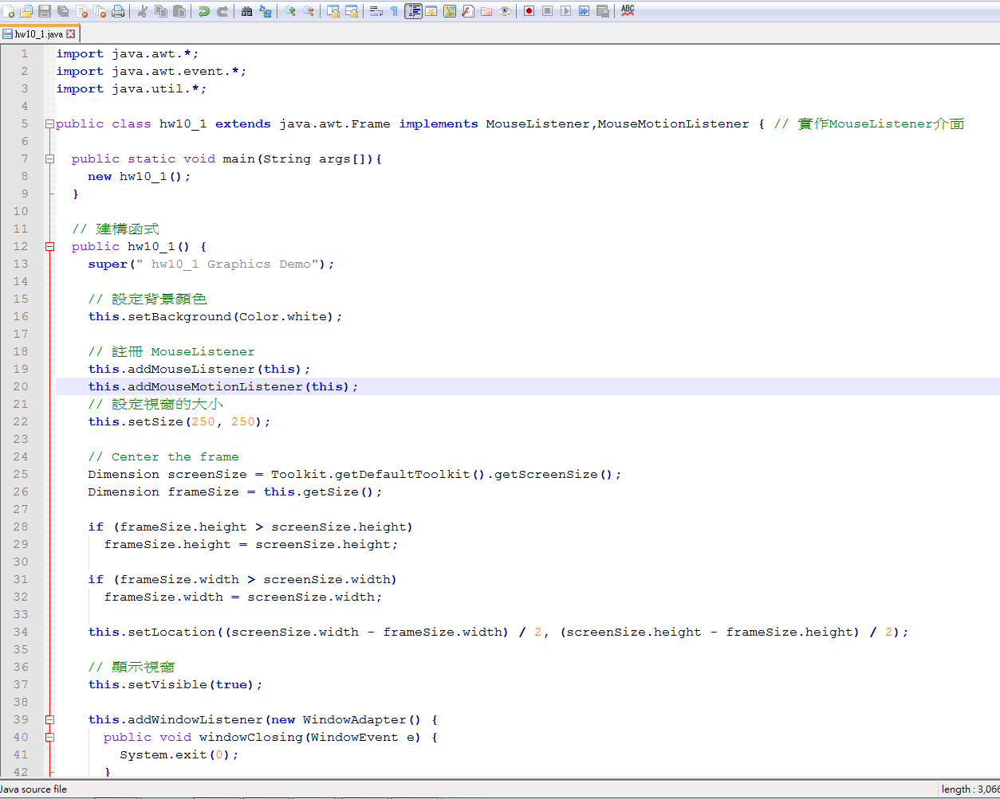 hw10_1.java
1 import java.awt.*;
2 import java.awt.event.*;
3 import java.util.*;
4
5 public class hw10_1 extends java.awt.Frame implements MouseListener,MouseMotionListener { // 實作MouseListener介面
6
7 public static void main(String args[]){
8 new hw10_1();
9 }
10
11 // 建構函式
12 public hw10_1() {
13 super(" hw10_1 Graphics Demo");
14
15 // 設定背景顏色
16 this.setBackground(Color.white);
17
18 // 註冊 MouseListener
19 this.addMouseListener(this);
20 this.addMouseMotionListener(this);
21 // 設定視窗的大小
22 this.setSize(250, 250);
23
24 // Center the frame
25 Dimension screenSize = Toolkit.getDefaultToolkit().getScreenSize();
26 Dimension frameSize = this.getSize();
27
28 if (frameSize.height > screenSize.height)
29 frameSize.height = screenSize.height;
30
31 if (frameSize.width > screenSize.width)
32 frameSize.width = screenSize.width;
33
34 this.setLocation((screenSize.width - frameSize.width) / 2, (screenSize.height - frameSize.height) / 2);
35
36 // 顯示視窗
37 this.setVisible(true);
38
39 this.addWindowListener(new WindowAdapter() {
40 public void windowClosing(WindowEvent e) {
41 System.exit(0);
42 }
Java source file length : 3,066